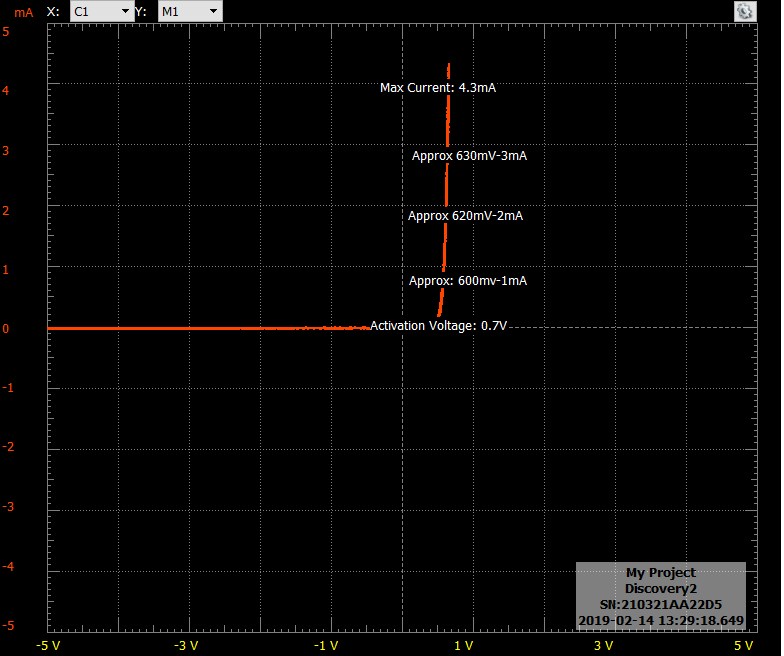 mA X: C1 Y: M1
5
4
Max Current: 4.3mA
3
Approx 630mV-3mA
2
Approx 620mV-2mA
1
Approx: 600mv-1mA
0
Activation Voltage: 0.7V
-1
-2
-3
-4
My Project
Discovery2
SN:210321AA22D5
2019-02-14 13:29:18.649
-5
-5 V -3 V -1 V 1 V 3 V 5 V